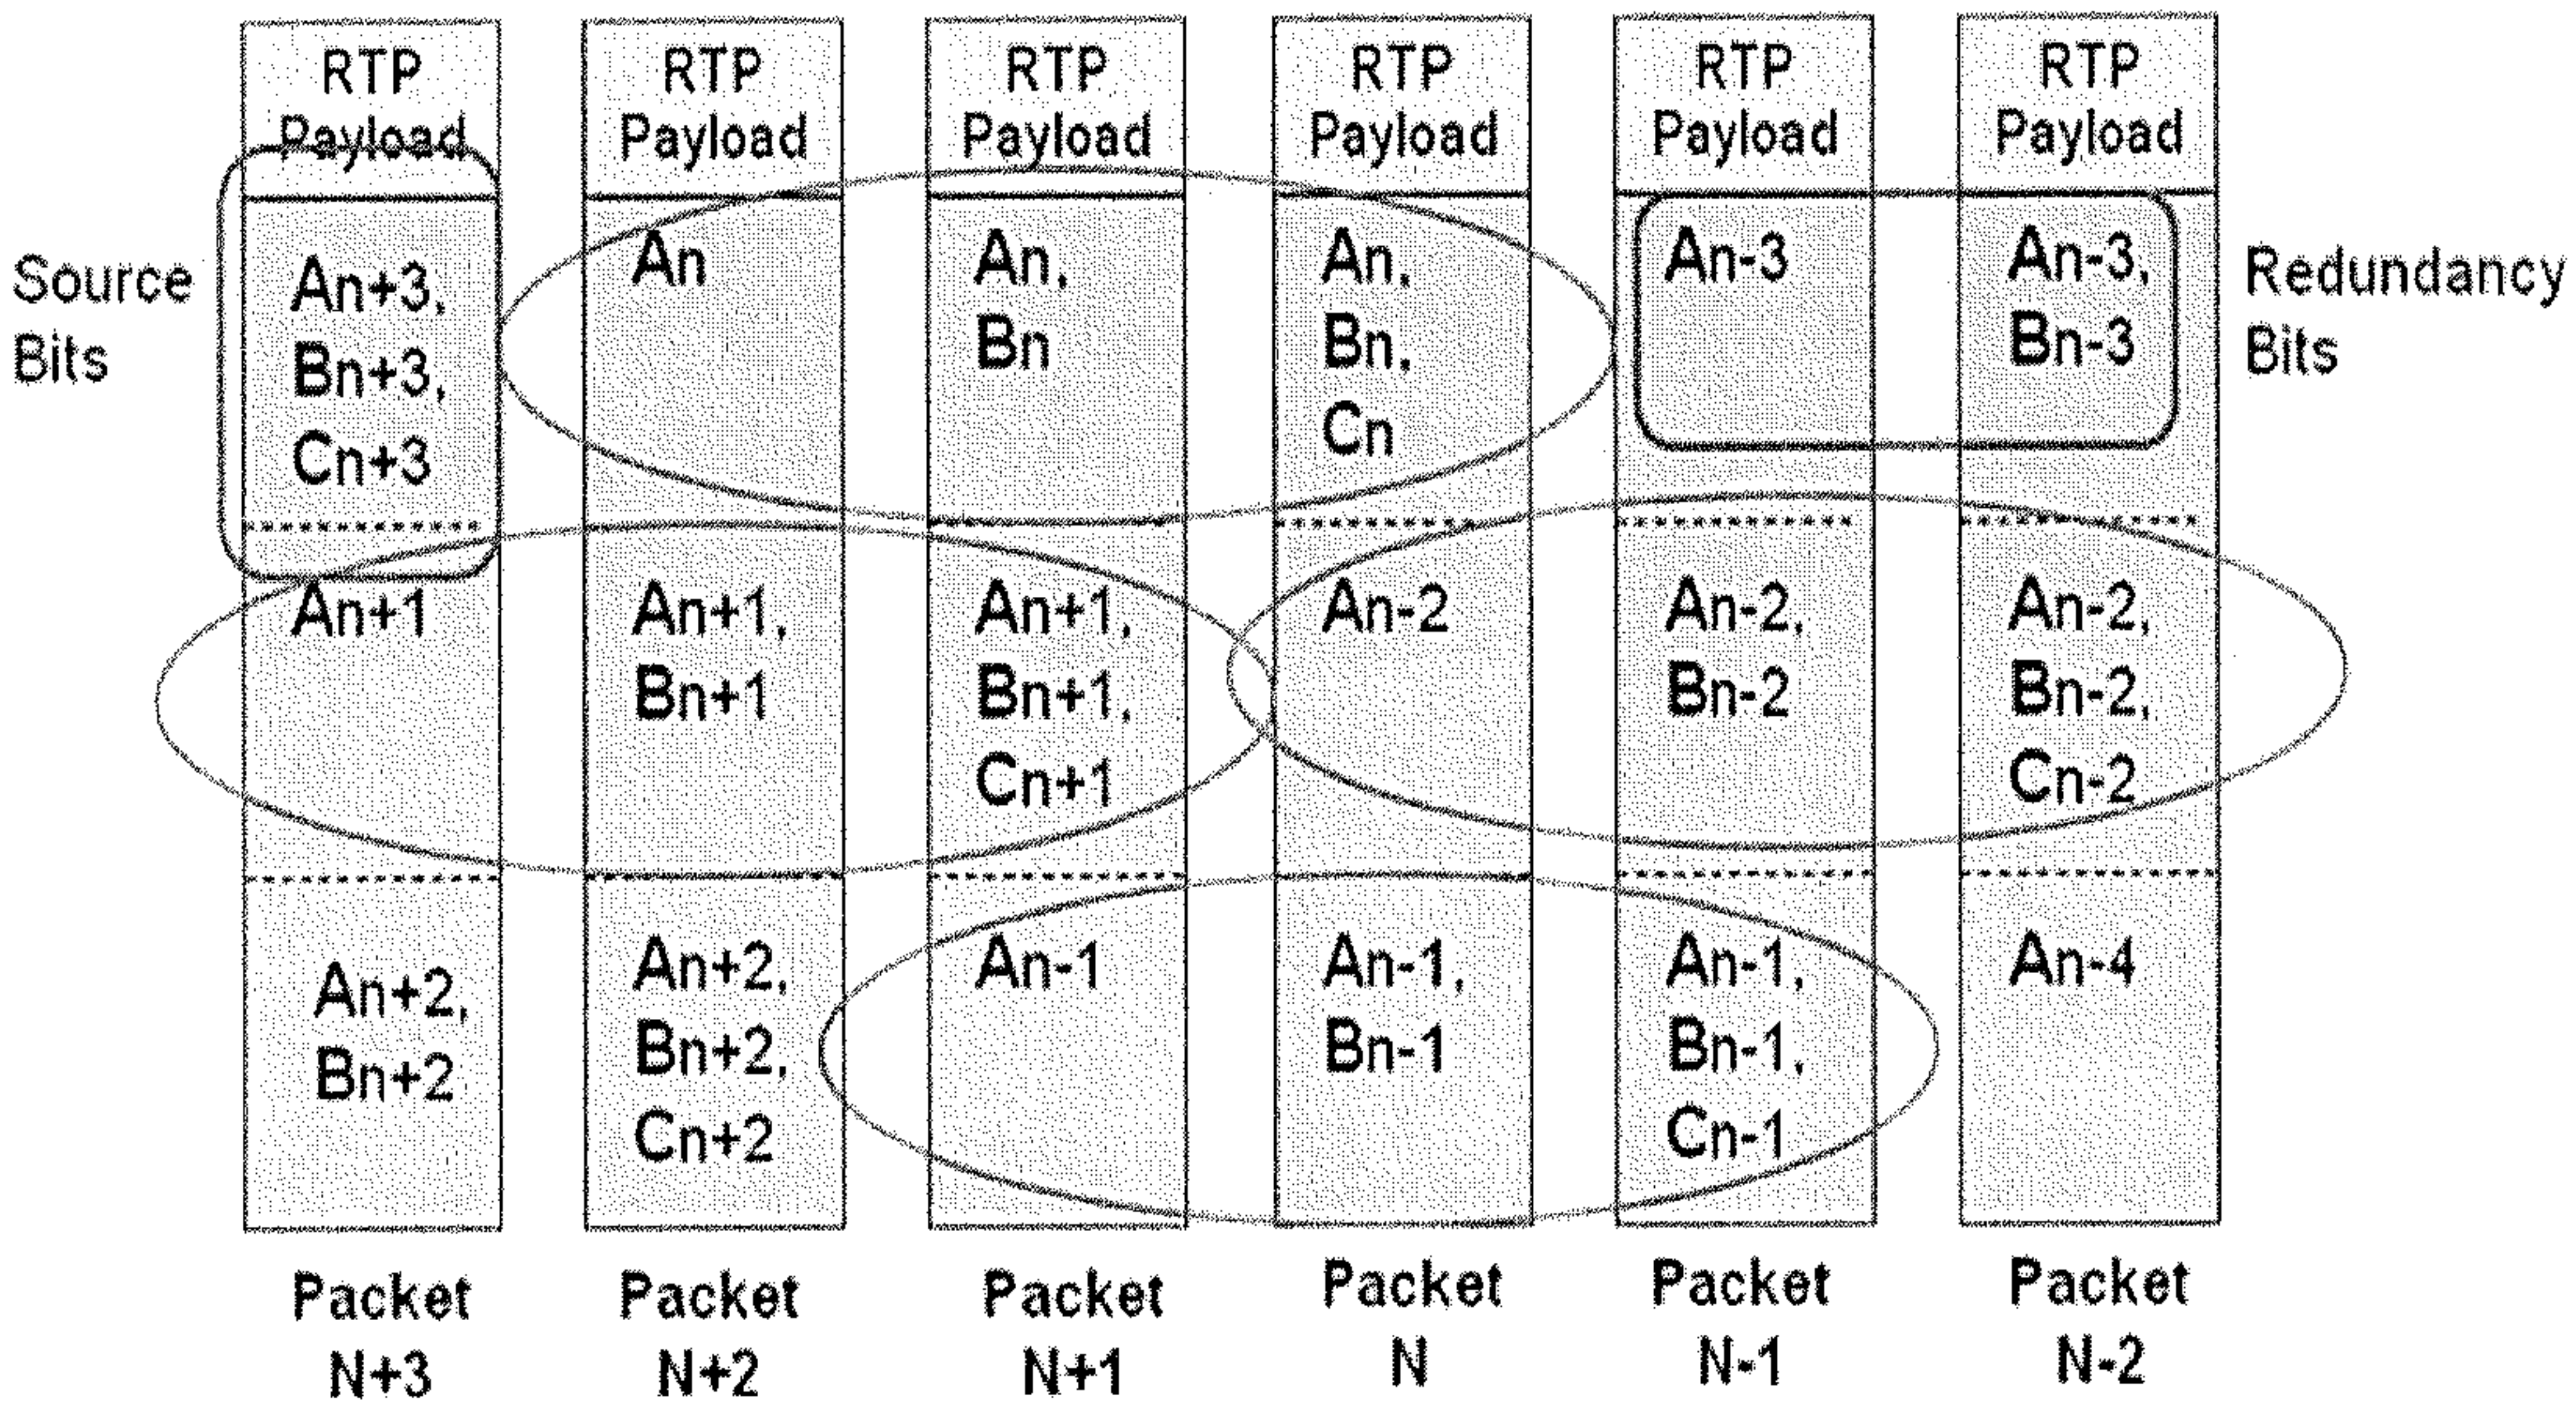 RTP
Payload
RTP
Payload
RTP
Payload
RTP
Payload
RTP
Payload
RTP
Payload
Source
Bits
An+3,
Bn+3,
Cn+3
An
An,
Bn
An,
Bn,
Cn
An-3
An-3,
Bn-3
Redundancy
Bits
An+1
An+1,
Bn+1
An+1,
Bn+1,
Cn+1
An-2
An-2,
Bn-2
An-2,
Bn-2,
Cn-2
An+2,
Bn+2
An+2,
Bn+2,
Cn+2
An-1
An-1,
Bn-1
An-1,
Bn-1,
Cn-1
An-4
Packet
N+3
Packet
N+2
Packet
N+1
Packet
N
Packet
N-1
Packet
N-2